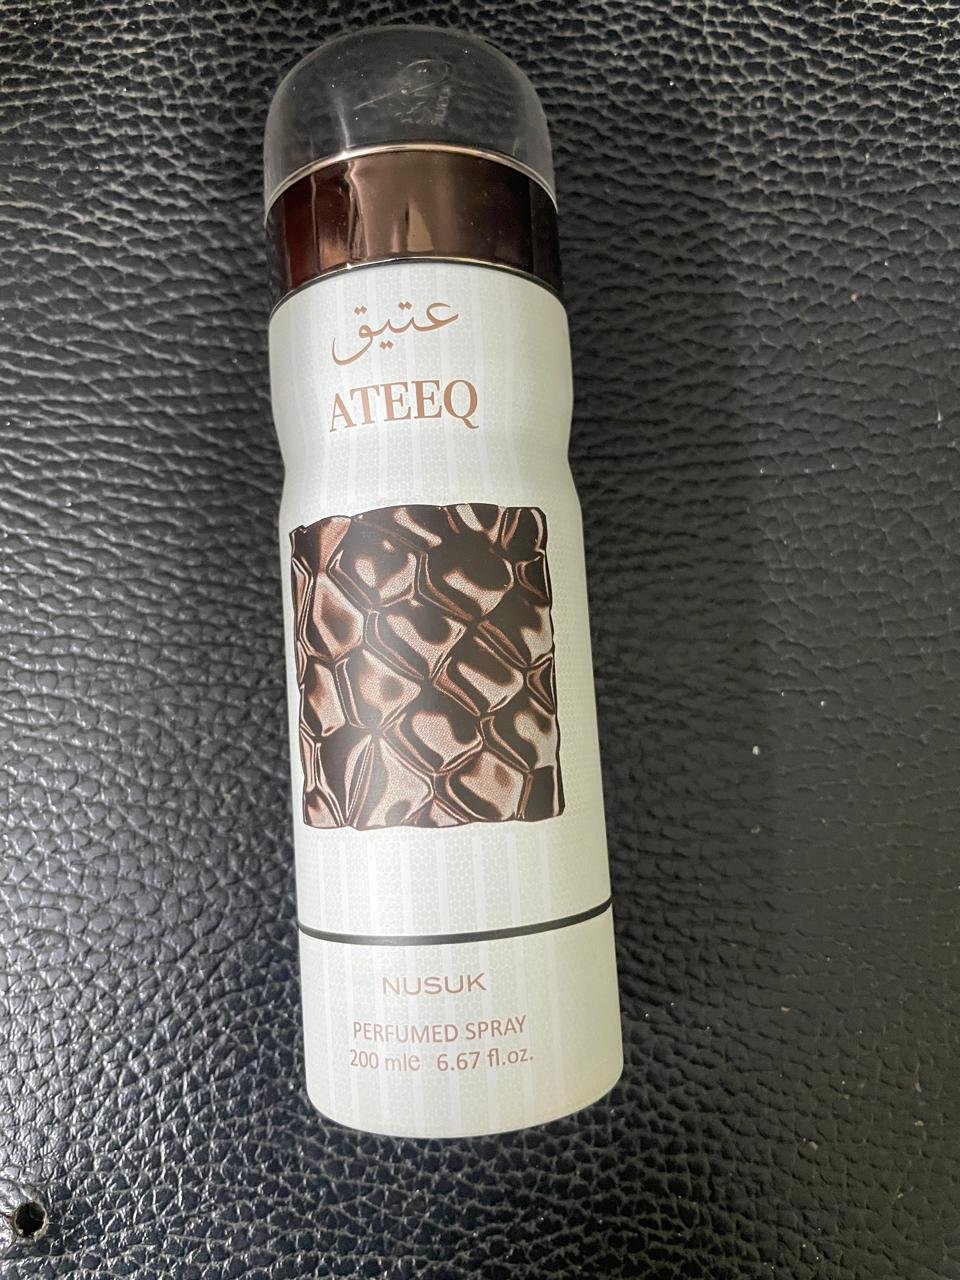 عتيق
ATEEQ
NUSUK
PERFUMED SPRAY
200 mle 6.67 fl.oz.